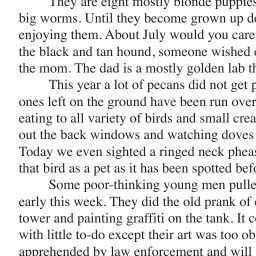 They are eight mostly blonde puppies
big worms. Until they become grown up de
enjoying them. About July would you care
the black and tan hound, someone wished
the mom. The dad is a mostly golden lab th
This year a lot of pecans did not get p
ones left on the ground have been run over
eating to all variety of birds and small crea
out the back windows and watching doves
Today we even sighted a ringed neck pheas
that bird as a pet as it has been spotted befo
Some poor-thinking young men pulle
early this week. They did the old prank of
tower and painting graffiti on the tank. It c
with little to-do except their art was too ob
apprehended by law enforcement and will